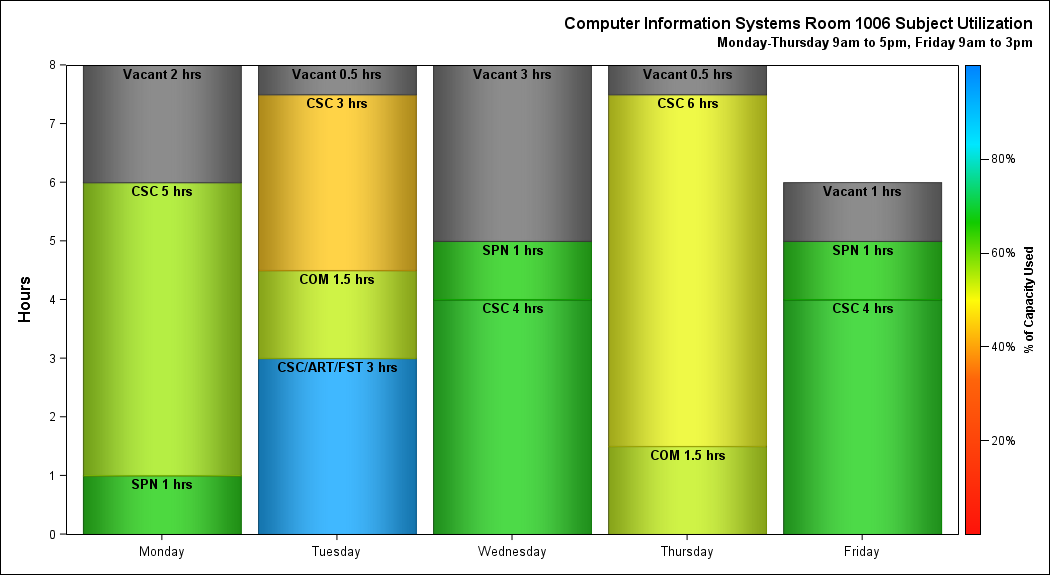 Computer Information Systems Room 1006 Subject Utilization
Monday-Thursday 9am to 5pm, Friday 9am to 3pm
Hours
8
7
6
5
4
3
2
1
0
Vacant 2 hrs
CSC 5 hrs
SPN 1 hrs
Vacant 0.5 hrs
CSC 3 hrs
COM 1.5 hrs
CSC/ART/FST 3 hrs
Vacant 3 hrs
SPN 1 hrs
CSC 4 hrs
Vacant 0.5 hrs
CSC 6 hrs
COM 1.5 hrs
Vacant 1 hrs
SPN 1 hrs
CSC 4 hrs
Monday
Tuesday
Wednesday
Thursday
Friday
80%
60%
40%
20%
% of Capacity Used